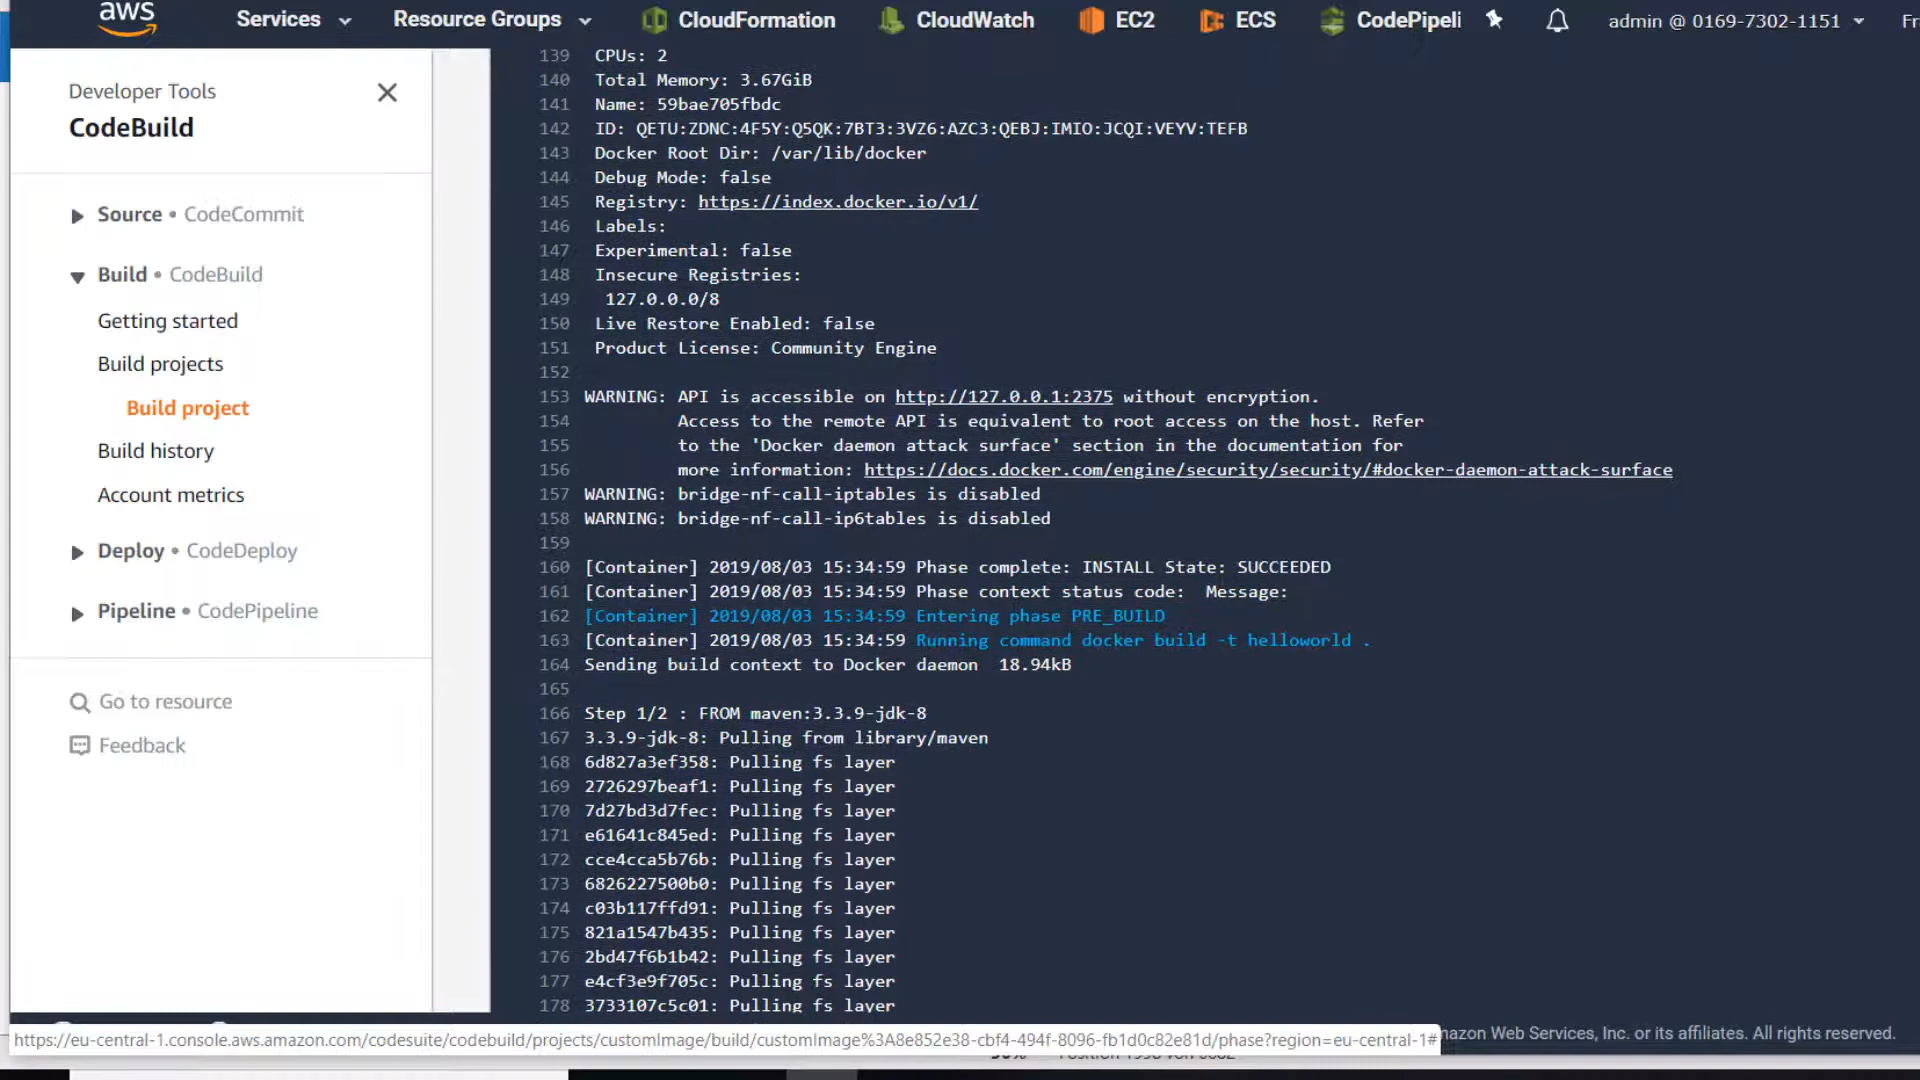 aws Services Resource Groups CloudFormation CloudWatch EC2 ECS CodePipeli admin @ 0169-7302-1151 Fr
Developer Tools
CodeBuild
Source • CodeCommit
Build • CodeBuild
Getting started
Build projects
Build project
Build history
Account metrics
Deploy • CodeDeploy
Pipeline • CodePipeline
Go to resource
Feedback
139 CPUs: 2
140 Total Memory: 3.67GiB
141 Name: 59bae705fbdc
142 ID: QETU:ZDNC:4F5Y:Q5QK:7BT3:3VZ6:AZC3:QEBJ:IMIO:JCQI:VEYV:TEFB
143 Docker Root Dir: /var/lib/docker
144 Debug Mode: false
145 Registry: https://index.docker.io/v1/
146 Labels:
147 Experimental: false
148 Insecure Registries:
149 127.0.0.0/8
150 Live Restore Enabled: false
151 Product License: Community Engine
152
153 WARNING: API is accessible on http://127.0.0.1:2375 without encryption.
154 Access to the remote API is equivalent to root access on the host. Refer
155 to the 'Docker daemon attack surface' section in the documentation for
156 more information: https://docs.docker.com/engine/security/security/#docker-daemon-attack-surface
157 WARNING: bridge-nf-call-iptables is disabled
158 WARNING: bridge-nf-call-ip6tables is disabled
159
160 [Container] 2019/08/03 15:34:59 Phase complete: INSTALL State: SUCCEEDED
161 [Container] 2019/08/03 15:34:59 Phase context status code: Message:
162 [Container] 2019/08/03 15:34:59 Entering phase PRE_BUILD
163 [Container] 2019/08/03 15:34:59 Running command docker build -t helloworld .
164 Sending build context to Docker daemon 18.94kB
165
166 Step 1/2 : FROM maven:3.3.9-jdk-8
167 3.3.9-jdk-8: Pulling from library/maven
168 6d827a3ef358: Pulling fs layer
169 2726297beaf1: Pulling fs layer
170 7d27bd3d7fec: Pulling fs layer
171 e61641c845ed: Pulling fs layer
172 cce4cca5b76b: Pulling fs layer
173 6826227500b0: Pulling fs layer
174 c03b117ffd91: Pulling fs layer
175 821a1547b435: Pulling fs layer
176 2bd47f6b1b42: Pulling fs layer
177 e4cf3e9f705c: Pulling fs layer
178 3733107c5c01: Pulling fs layer
https://eu-central-1.console.aws.amazon.com/codesuite/codebuild/projects/customImage/build/customImage%3A8e852e38-cbf4-494f-8096-fb1d0c82e81d/phase?region=eu-central-1# mazon Web Services, Inc. or its affiliates. All rights reserved.